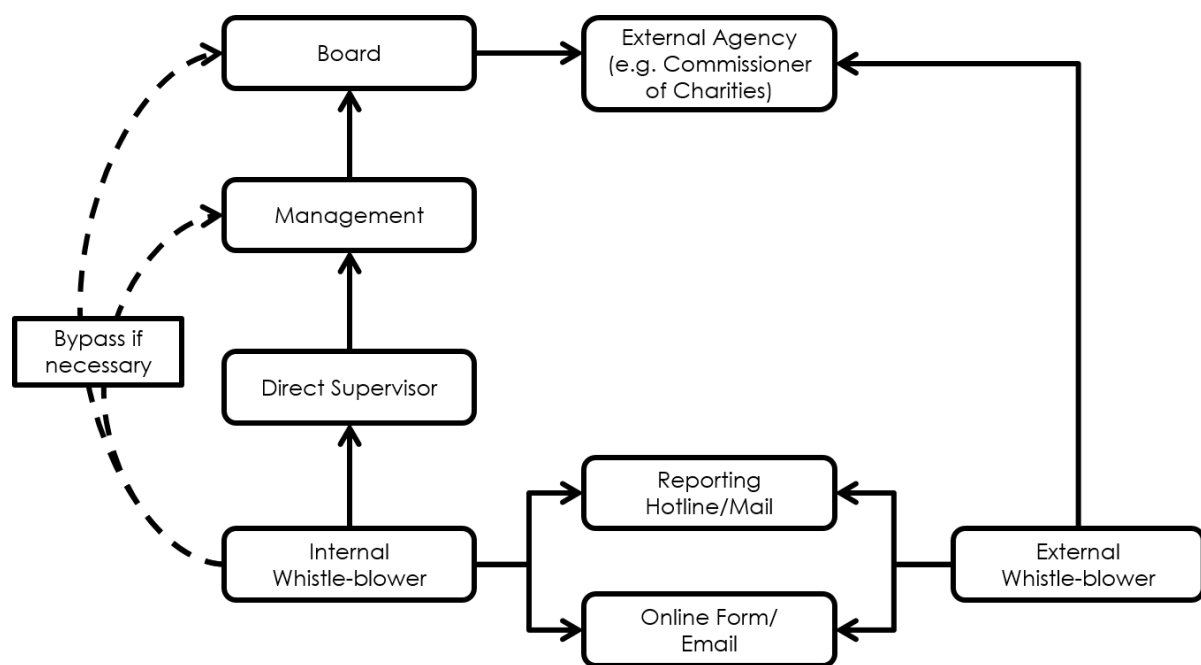 Board
External Agency
(e.g. Commissioner
of Charities)
Management
Bypass if
necessary
Direct Supervisor
Reporting
Hotline/Mail
Internal
Whistle-blower
External
Whistle-blower
Online Form/
Email